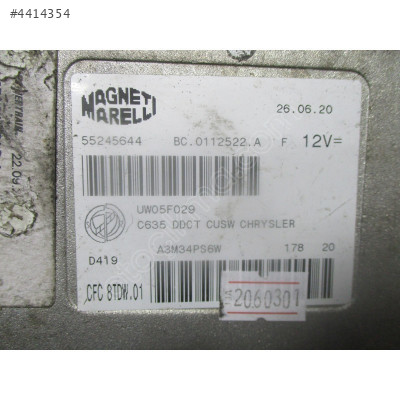 #4414354
MAGNETI
MARELLI
26.06.20
55245644 BC.0112522.A F 12V=
UW05F029
C635 DDCT CUSW CHRYSLER
A3M34PS6W 178 20
D419
CFC 8TDW.01
2060301